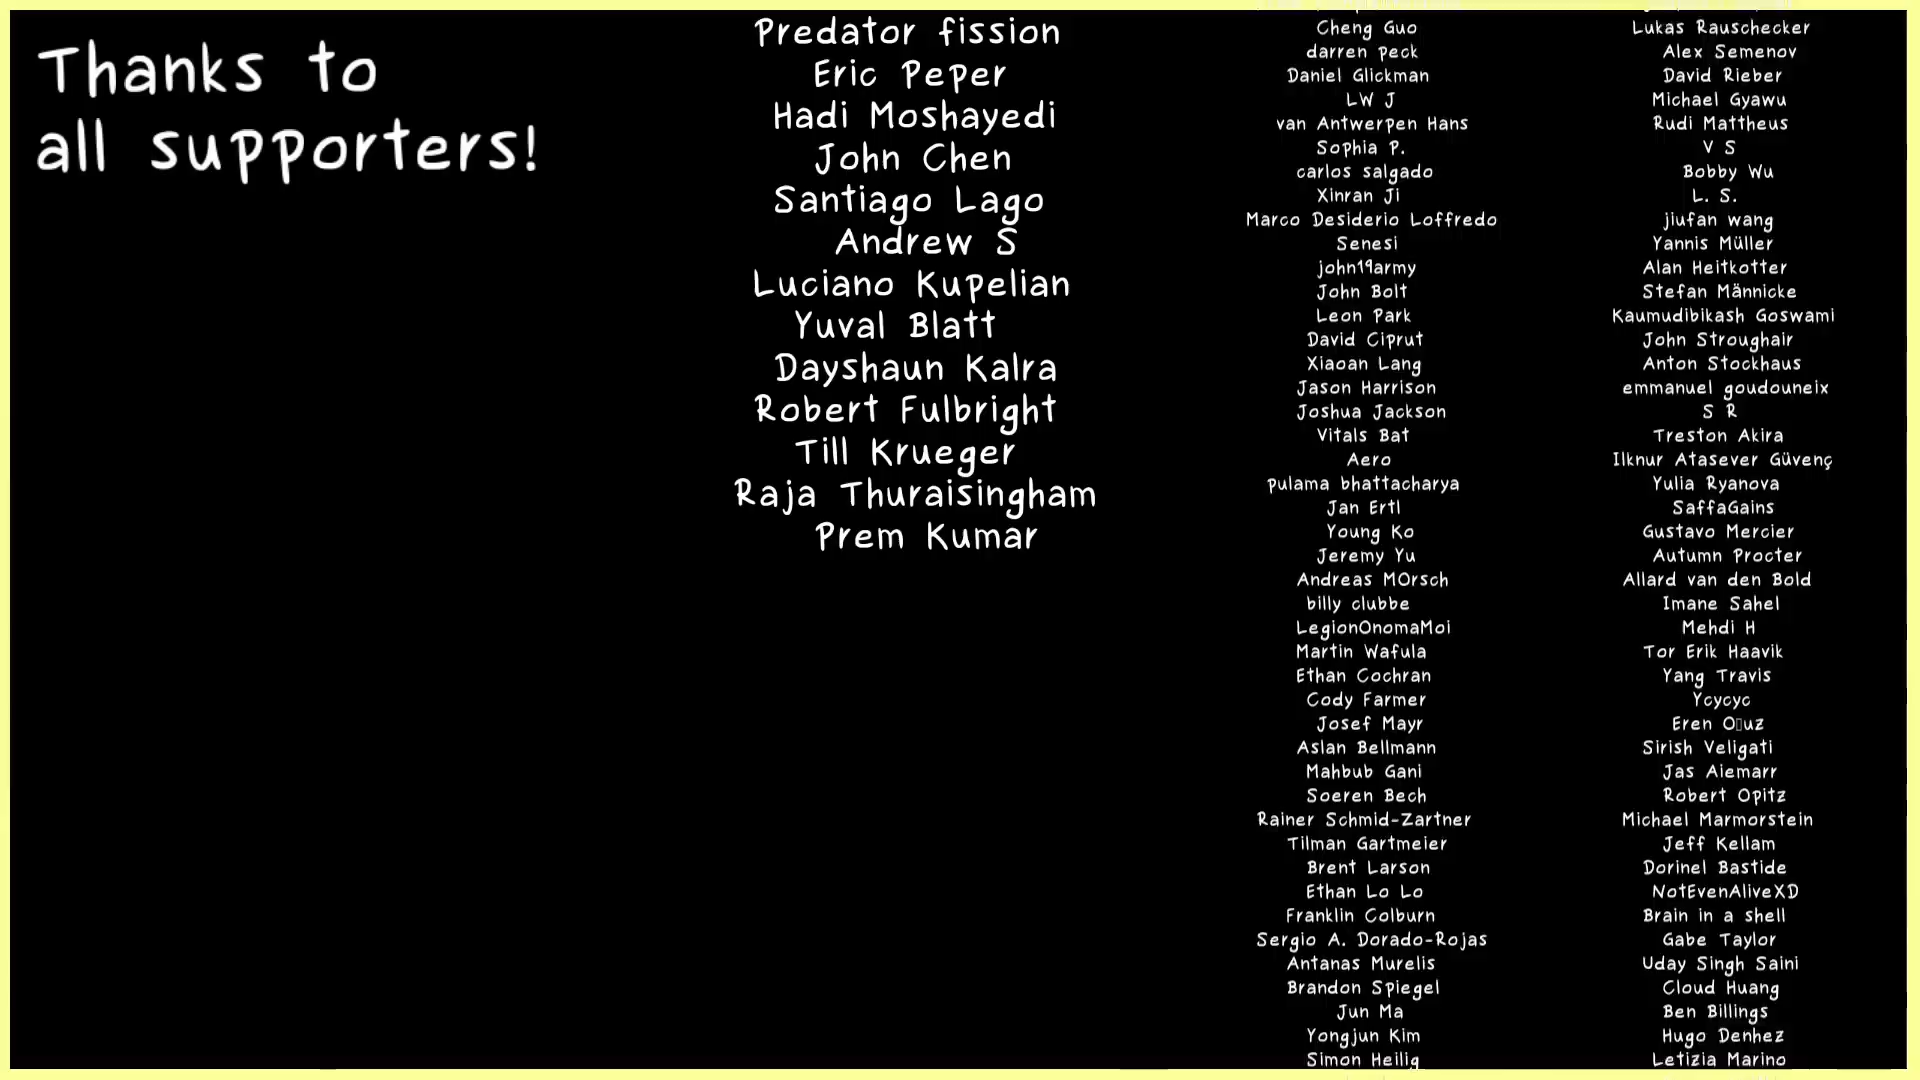 Thanks to
all supporters!
Predator fission
Eric Peper
Hadi Moshayedi
John Chen
Santiago Lago
Andrew S
Luciano Kupelian
Yuval Blatt
Dayshaun Kalra
Robert Fulbright
Till Krueger
Raja Thuraisingham
Prem Kumar
Cheng Guo
darren peck
Daniel Glickman
LW J
van Antwerpen Hans
Sophia P.
carlos salgado
Xinran Ji
Marco Desiderio Loffredo
Senesi
john19army
John Bolt
Leon Park
David Ciprut
Xiaoan Lang
Jason Harrison
Joshua Jackson
Vitals Bat
Aero
pulama bhattacharya
Jan Ertl
Young Ko
Jeremy Yu
Andreas MOrsch
billy clubbe
LegionOnomaMoi
Martin Wafula
Ethan Cochran
Cody Farmer
Josef Mayr
Aslan Bellmann
Mahbub Gani
Soeren Bech
Rainer Schmid-Zartner
Tilman Gartmeier
Brent Larson
Ethan Lo Lo
Franklin Colburn
Sergio A. Dorado-Rojas
Antanas Murelis
Brandon Spiegel
Jun Ma
Yongjun Kim
Simon Heilig
Lukas Rauschecker
Alex Semenov
David Rieber
Michael Gyawu
Rudi Mattheus
V S
Bobby Wu
L. S.
jiufan wang
Yannis Müller
Alan Heitkotter
Stefan Männicke
Kaumudibikash Goswami
John Stroughair
Anton Stockhaus
emmanuel goudouneix
S R
Treston Akira
Ilknur Atasever Güvenç
Yulia Ryanova
SaffaGains
Gustavo Mercier
Autumn Procter
Allard van den Bold
Imane Sahel
Mehdi H
Tor Erik Haavik
Yang Travis
Ycycyc
Eren O▯uz
Sirish Veligati
Jas Aiemarr
Robert Opitz
Michael Marmorstein
Jeff Kellam
Dorinel Bastide
NotEvenAliveXD
Brain in a shell
Gabe Taylor
Uday Singh Saini
Cloud Huang
Ben Billings
Hugo Denhez
Letizia Marino